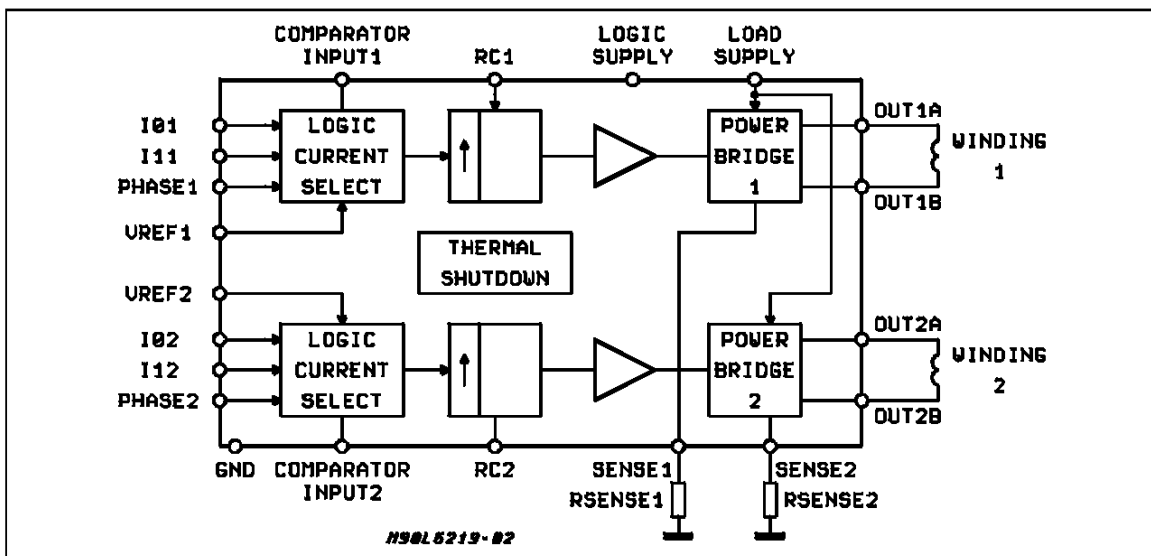 COMPARATOR
INPUT1
RC1
LOGIC
SUPPLY
LOAD
SUPPLY
I01
I11
PHASE1
VREF1
LOGIC
CURRENT
SELECT
POWER
BRIDGE
1
OUT1A
OUT1B
WINDING
1
THERMAL
SHUTDOWN
VREF2
I02
I12
PHASE2
LOGIC
CURRENT
SELECT
POWER
BRIDGE
2
OUT2A
OUT2B
WINDING
2
GND
COMPARATOR
INPUT2
RC2
SENSE1
RSENSE1
SENSE2
RSENSE2
M90L6219-02